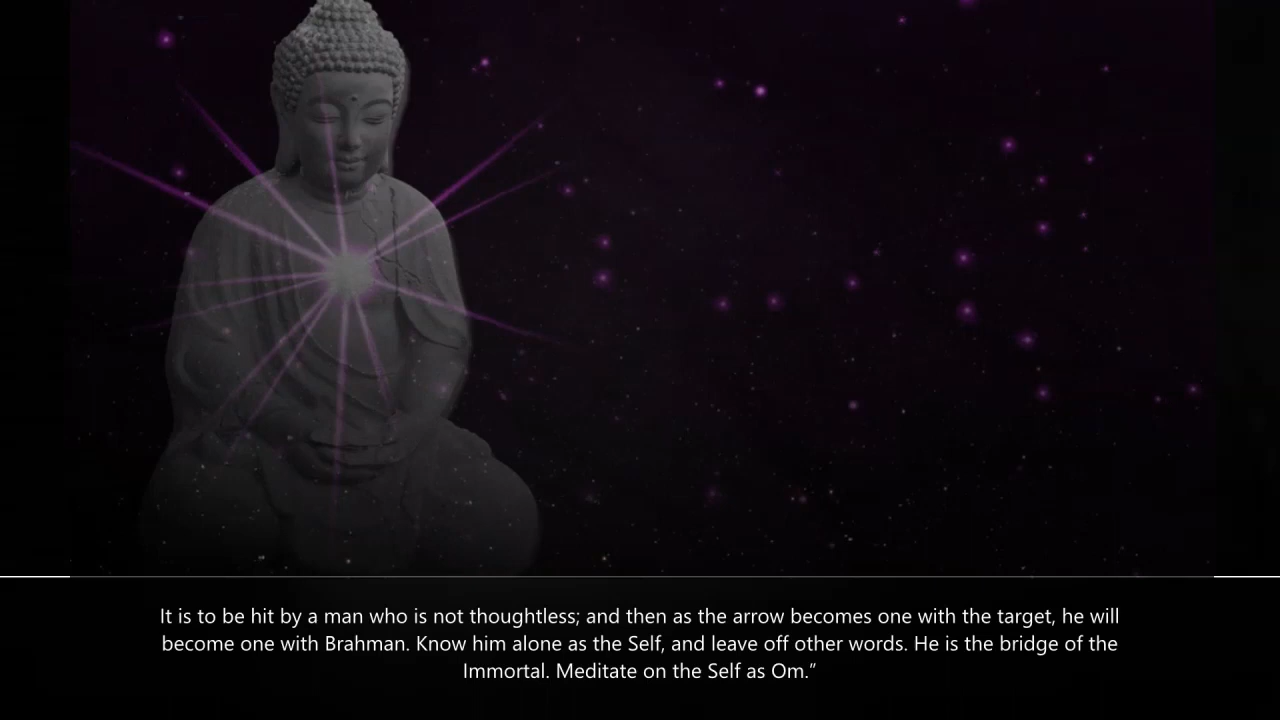 It is to be hit by a man who is not thoughtless; and then as the arrow becomes one with the target, he will
become one with Brahman. Know him alone as the Self, and leave off other words. He is the bridge of the
Immortal. Meditate on the Self as Om.”